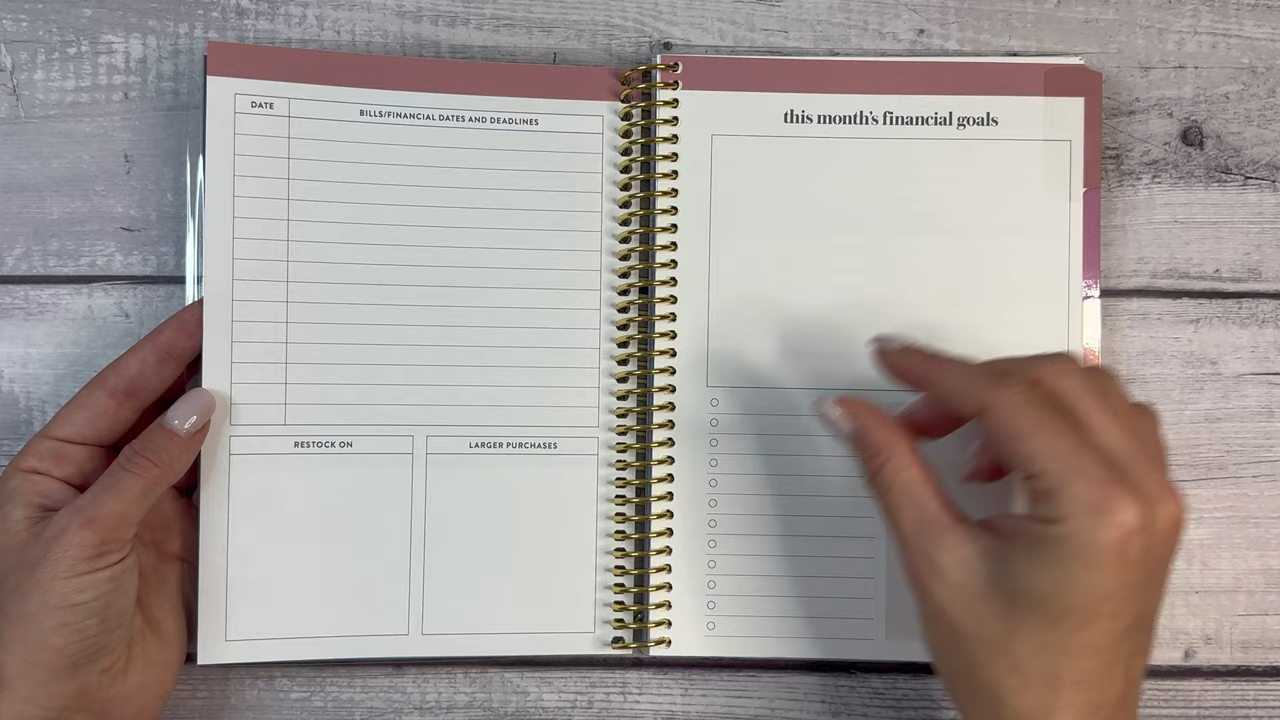 DATE
BILLS/FINANCIAL DATES AND DEADLINES
RESTOCK ON
LARGER PURCHASES
this month's financial goals